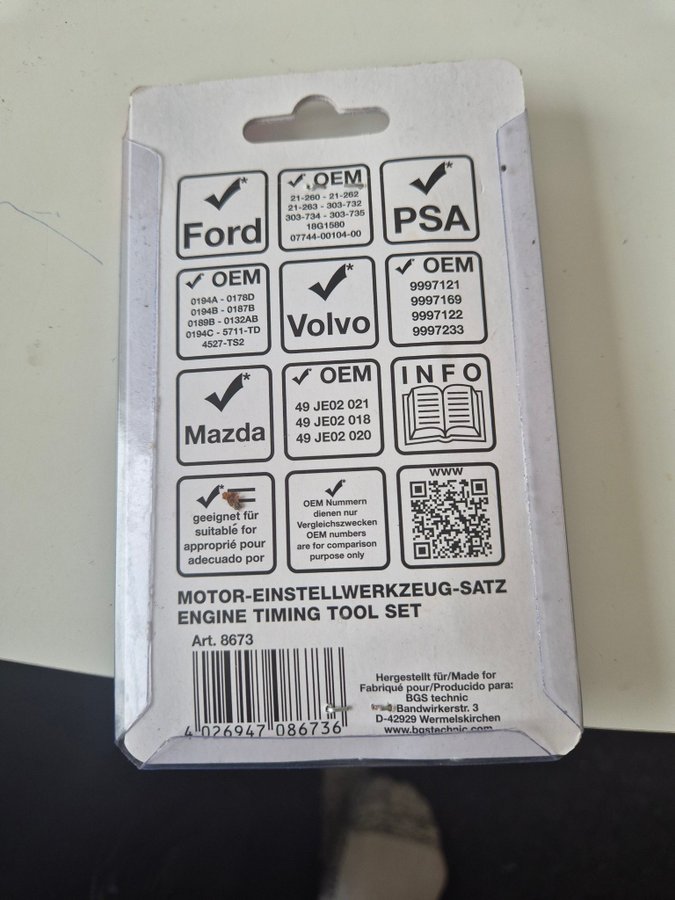 Ford*
OEM
21-260 - 21-262
21-263 - 303-732
303-734 - 303-735
18G1580
07744-00104-00
PSA*
OEM
0194A - 0178D
0194B - 0187B
0189B - 0132AB
0194C - 5711-TD
4527-TS2
Volvo*
OEM
9997121
9997169
9997122
9997233
Mazda*
OEM
49 JE02 021
49 JE02 018
49 JE02 020
INFO
* =
geeignet für
suitable for
approprié pour
adecuado por
OEM Nummern
dienen nur
Vergleichszwecken
OEM numbers
are for comparison
purpose only
www
MOTOR-EINSTELLWERKZEUG-SATZ
ENGINE TIMING TOOL SET
Art. 8673
4 026947 086736
Hergestellt für/Made for
Fabriqué pour/Producido para:
BGS technic
Bandwirkerstr. 3
D-42929 Wermelskirchen
www.bgstechnic.com